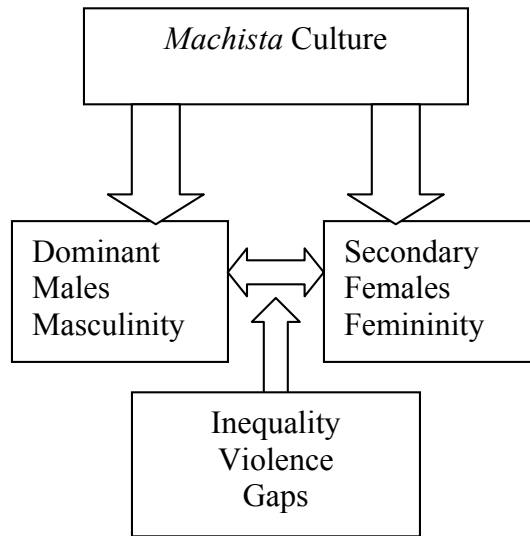 Machista Culture
Dominant
Males
Masculinity
Secondary
Females
Femininity
Inequality
Violence
Gaps